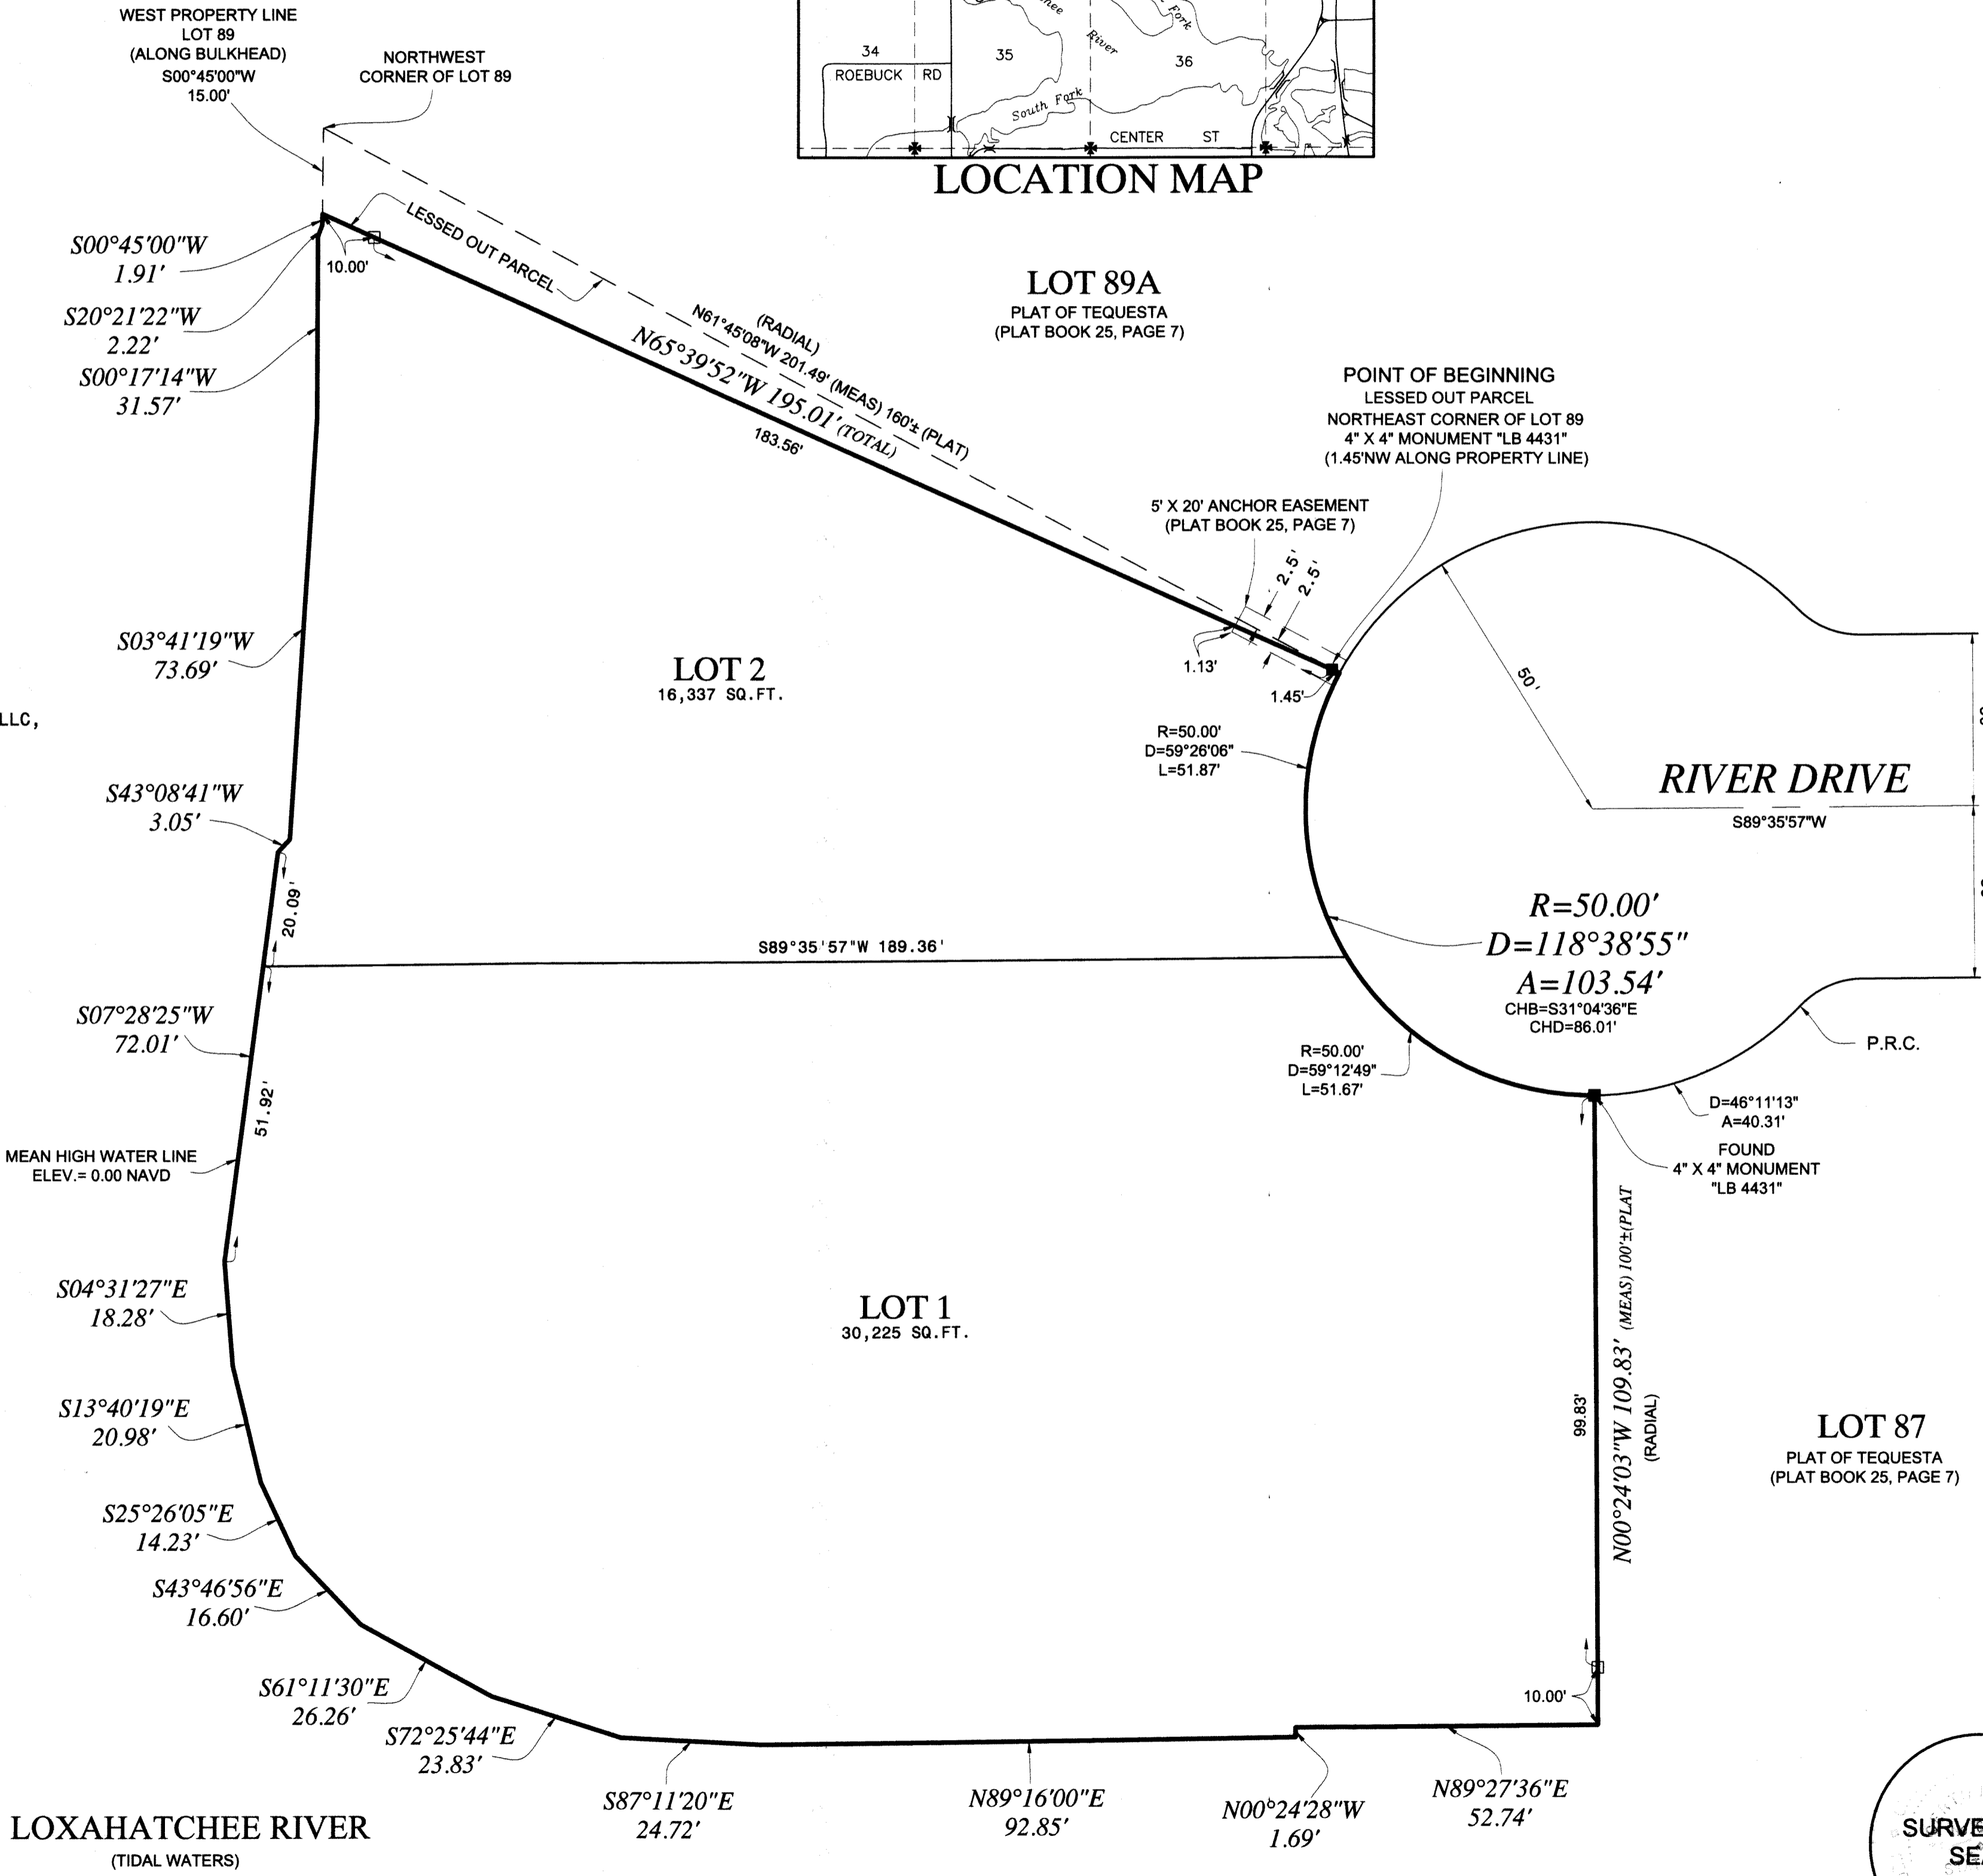 WEST PROPERTY LINE
LOT 89
(ALONG BULKHEAD)
S00°45'00"W
15.00'
NORTHWEST
CORNER OF LOT 89
34
35
36
ROEBUCK RD
River
Fork
South Fork
CENTER ST
LOCATION MAP
S00°45'00"W
1.91'
S20°21'22"W
2.22'
S00°17'14"W
31.57'
10.00'
LESSED OUT PARCEL
(RADIAL)
N61°45'08"W 201.49' (MEAS) 160'± (PLAT)
N65°39'52"W 195.01' (TOTAL)
183.56'
LOT 89A
PLAT OF TEQUESTA
(PLAT BOOK 25, PAGE 7)
POINT OF BEGINNING
LESSED OUT PARCEL
NORTHEAST CORNER OF LOT 89
4" X 4" MONUMENT "LB 4431"
(1.45'NW ALONG PROPERTY LINE)
5' X 20' ANCHOR EASEMENT
(PLAT BOOK 25, PAGE 7)
2.5'
2.5'
1.13'
1.45'
S03°41'19"W
73.69'
LOT 2
16,337 SQ.FT.
LLC,
R=50.00'
D=59°26'06"
L=51.87'
50'
RIVER DRIVE
S89°35'57"W
S43°08'41"W
3.05'
20.09'
S89°35'57"W 189.36'
R=50.00'
D=118°38'55"
A=103.54'
CHB=S31°04'36"E
CHD=86.01'
S07°28'25"W
72.01'
51.92'
R=50.00'
D=59°12'49"
L=51.67'
P.R.C.
D=46°11'13"
A=40.31'
FOUND
4" X 4" MONUMENT
"LB 4431"
MEAN HIGH WATER LINE
ELEV.= 0.00 NAVD
S04°31'27"E
18.28'
LOT 1
30,225 SQ.FT.
99.83'
N00°24'03"W 109.83' (MEAS) 100'±(PLAT
(RADIAL)
S13°40'19"E
20.98'
LOT 87
PLAT OF TEQUESTA
(PLAT BOOK 25, PAGE 7)
S25°26'05"E
14.23'
S43°46'56"E
16.60'
S61°11'30"E
26.26'
10.00'
S72°25'44"E
23.83'
S87°11'20"E
24.72'
N89°16'00"E
92.85'
N00°24'28"W
1.69'
N89°27'36"E
52.74'
LOXAHATCHEE RIVER
(TIDAL WATERS)
SURVE
SE